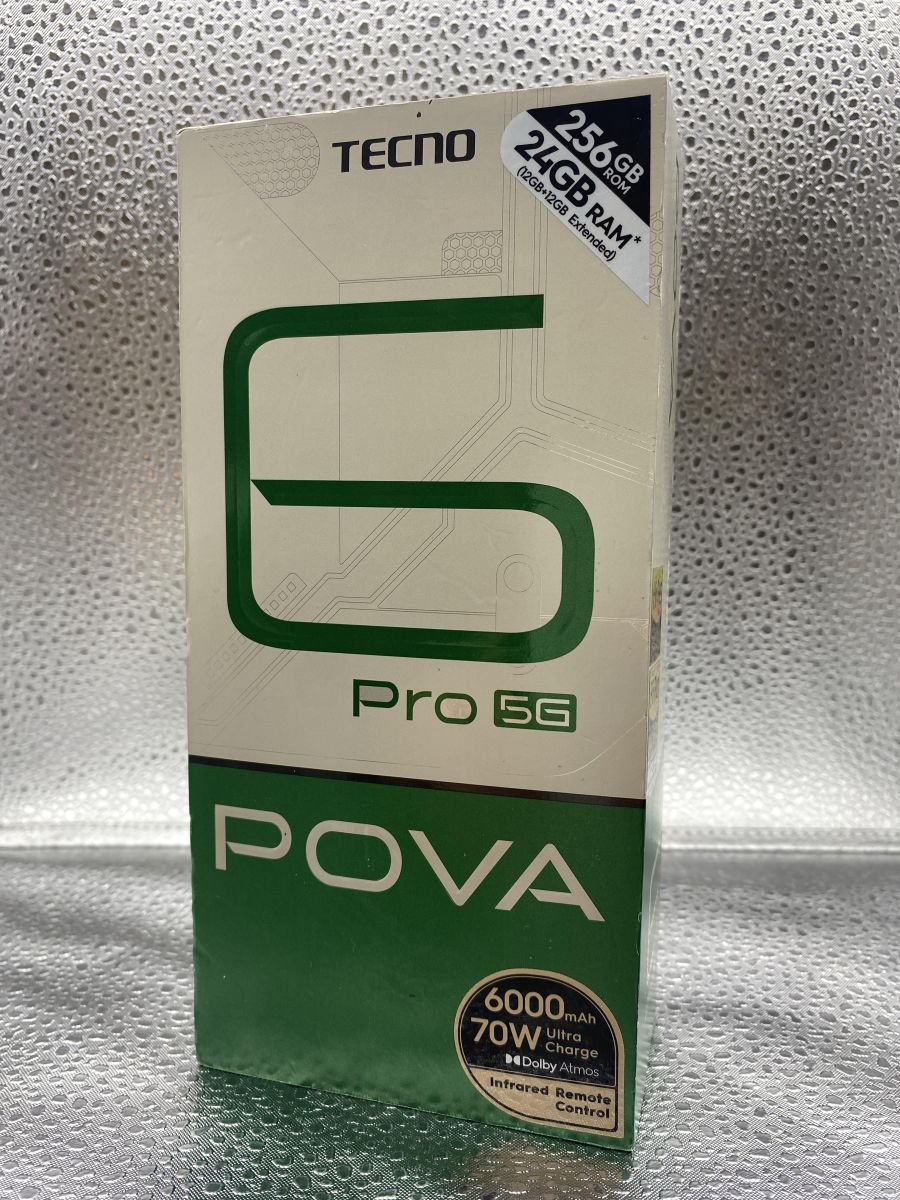 TECNO
256GB ROM
24GB RAM*
(12GB+12GB Extended)
6
Pro 5G
POVA
6000mAh
70W Ultra Charge
Dolby Atmos
Infrared Remote
Control